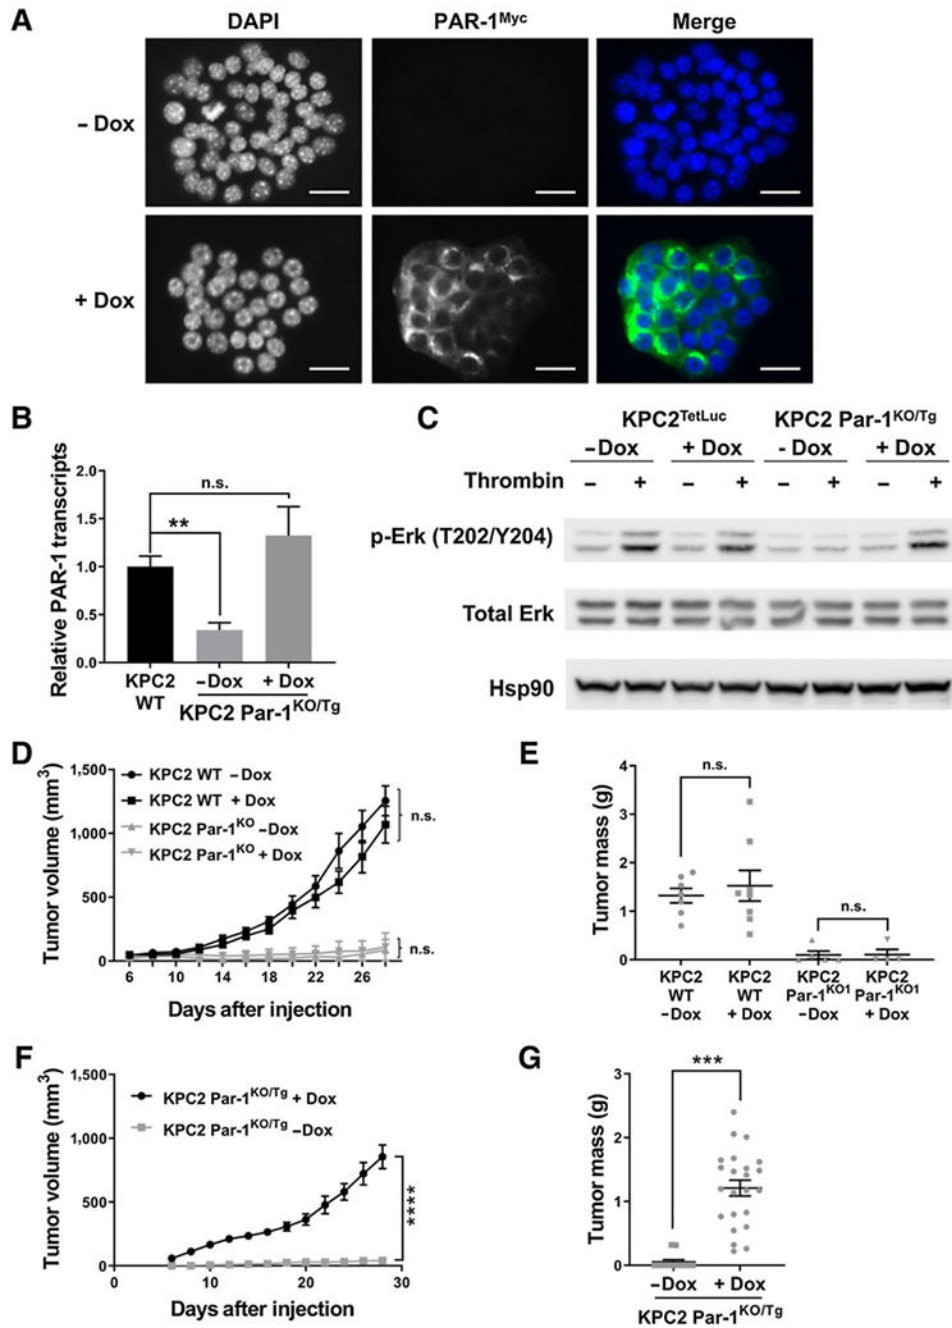 A
DAPI PAR-1Myc Merge
– Dox
+ Dox
B
Relative PAR-1 transcripts
2.0
1.5
1.0
0.5
0.0
n.s.
**
KPC2 WT
–Dox + Dox
KPC2 Par-1KO/Tg
C
KPC2TetLuc KPC2 Par-1KO/Tg
–Dox + Dox - Dox + Dox
Thrombin – + – + – + – +
p-Erk (T202/Y204)
Total Erk
Hsp90
D
Tumor volume (mm3)
1,500
1,000
500
0
KPC2 WT –Dox
KPC2 WT + Dox
KPC2 Par-1KO –Dox
KPC2 Par-1KO + Dox
n.s.
n.s.
6 10 14 18 22 26
Days after injection
E
Tumor mass (g)
4
3
2
1
0
n.s.
n.s.
KPC2 KPC2 KPC2 KPC2
WT WT Par-1KO1 Par-1KO1
–Dox + Dox –Dox + Dox
F
Tumor volume (mm3)
1,500
1,000
500
0
KPC2 Par-1KO/Tg + Dox
KPC2 Par-1KO/Tg –Dox
****
0 10 20 30
Days after injection
G
Tumor mass (g)
3
2
1
0
***
–Dox + Dox
KPC2 Par-1KO/Tg